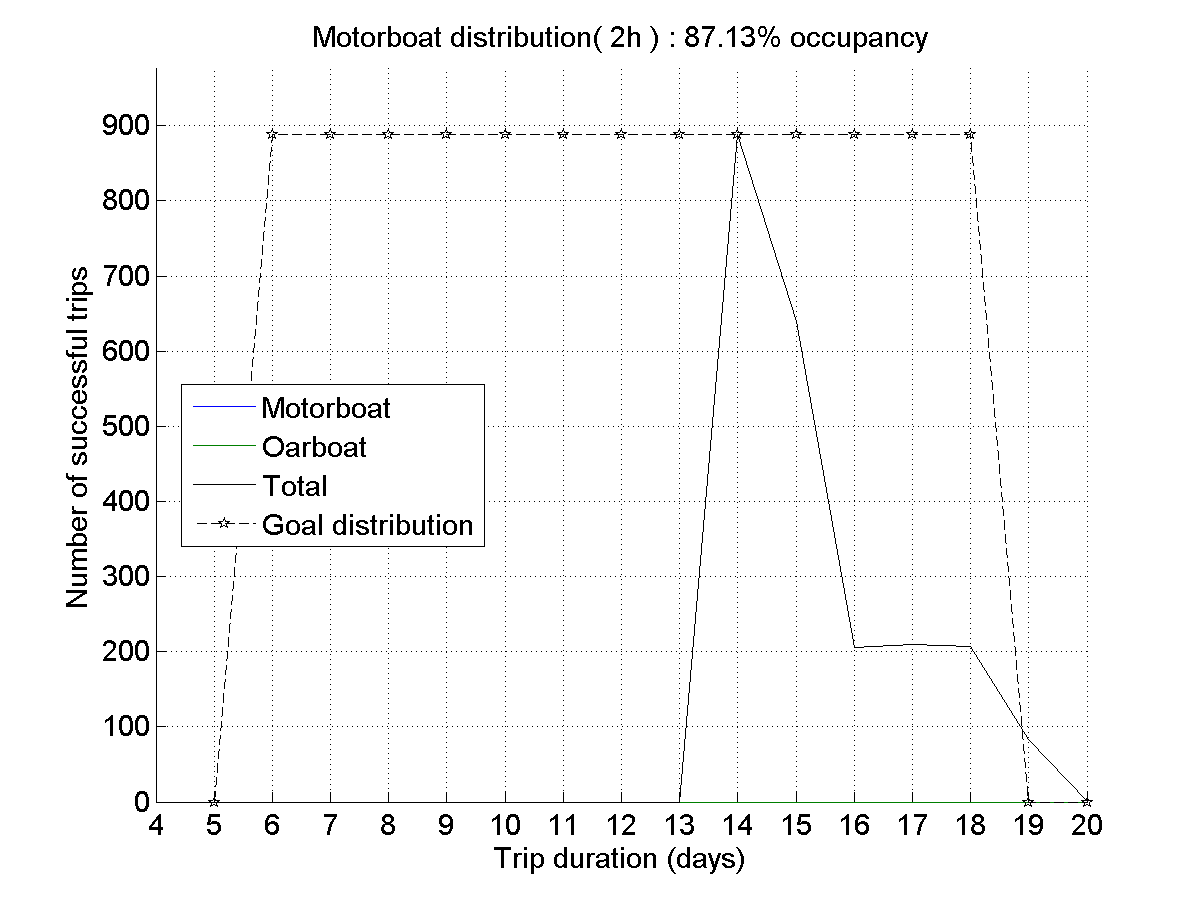 Motorboat distribution( 2h ) : 87.13% occupancy
900
800
700
600
500
400
300
200
100
0
Number of successful trips
Motorboat
Oarboat
Total
Goal distribution
4 5 6 7 8 9 10 11 12 13 14 15 16 17 18 19 20
Trip duration (days)